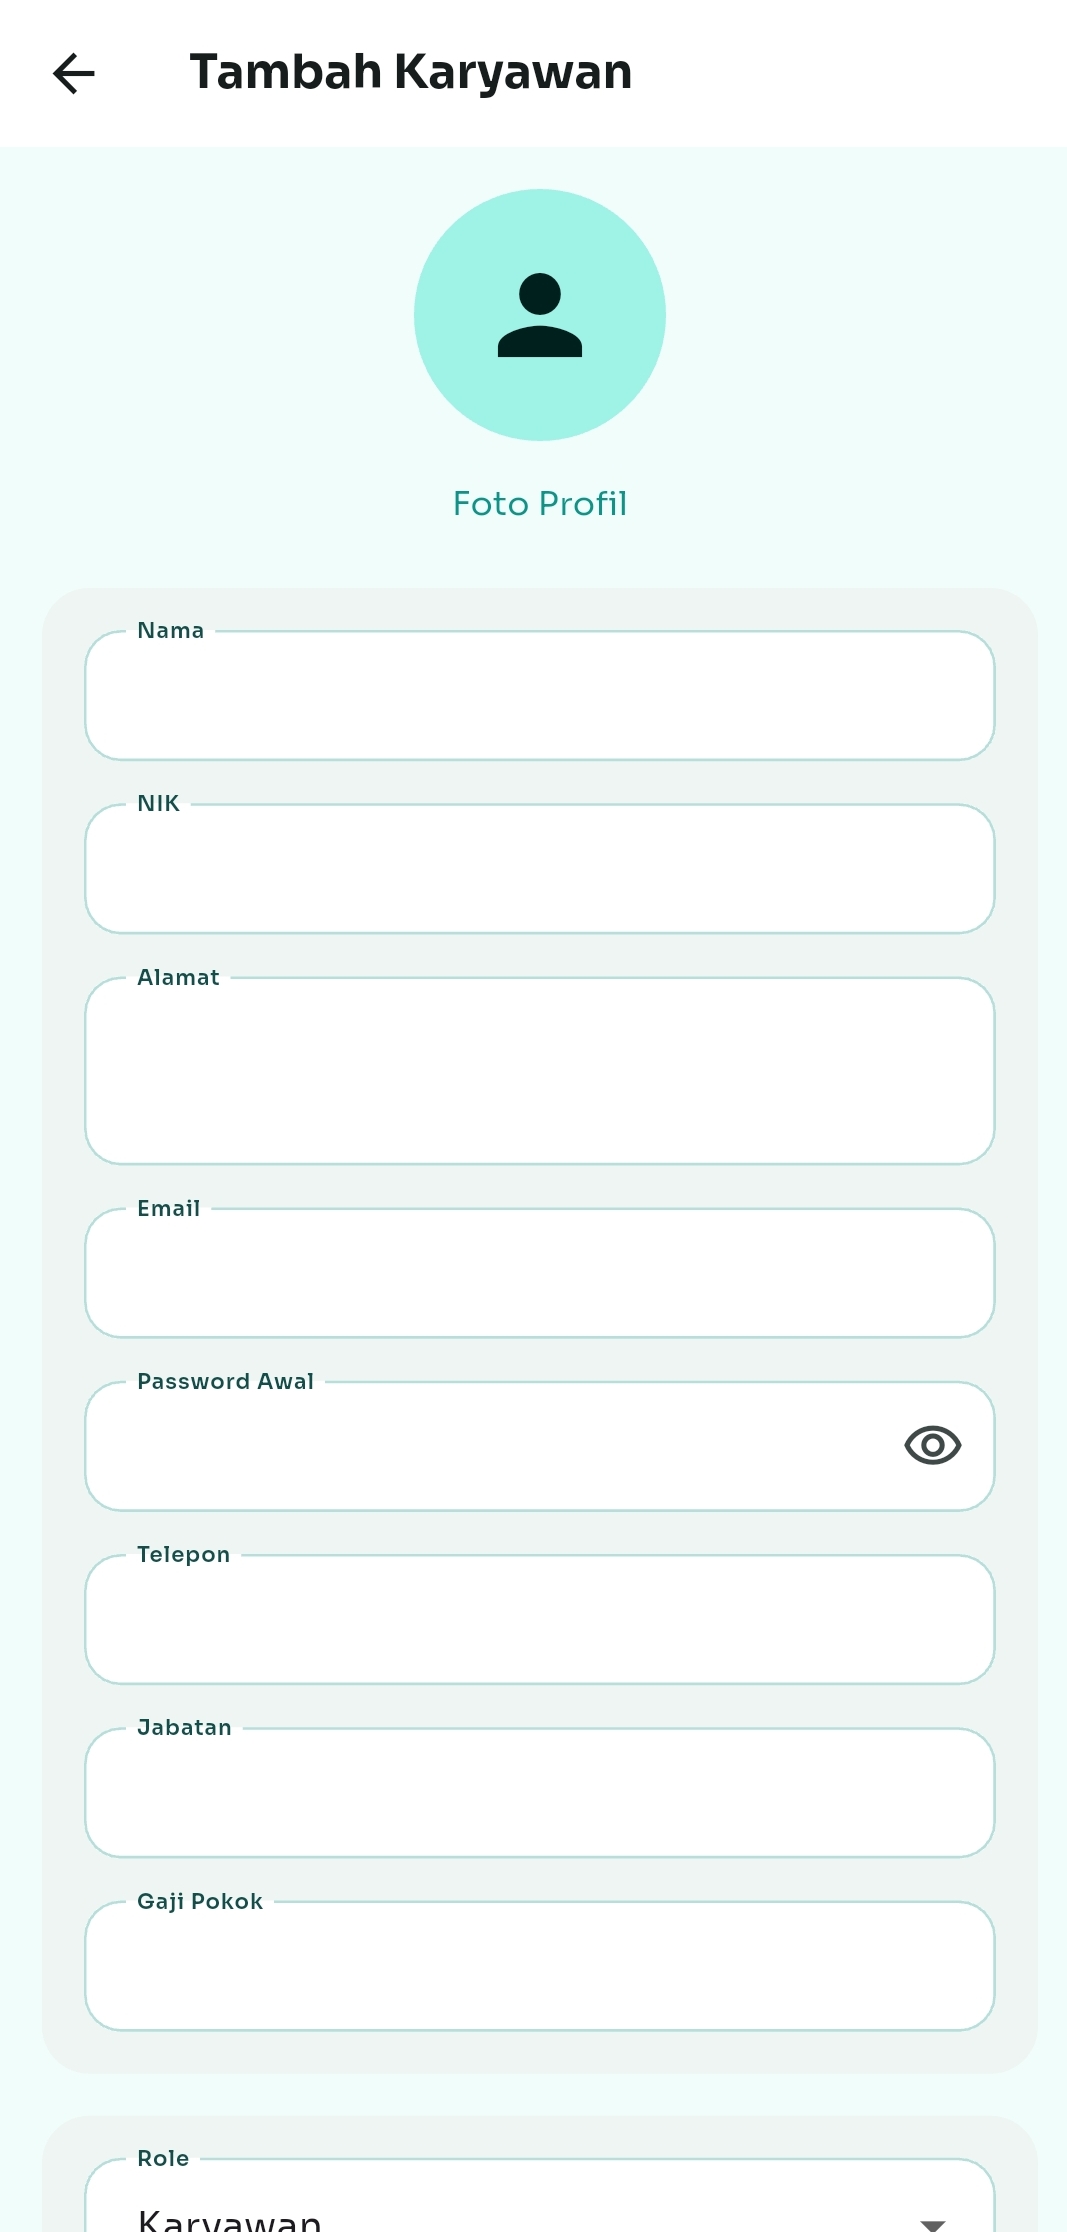 Tambah Karyawan
Foto Profil
Nama
NIK
Alamat
Email
Password Awal
Telepon
Jabatan
Gaji Pokok
Role
Karyawan